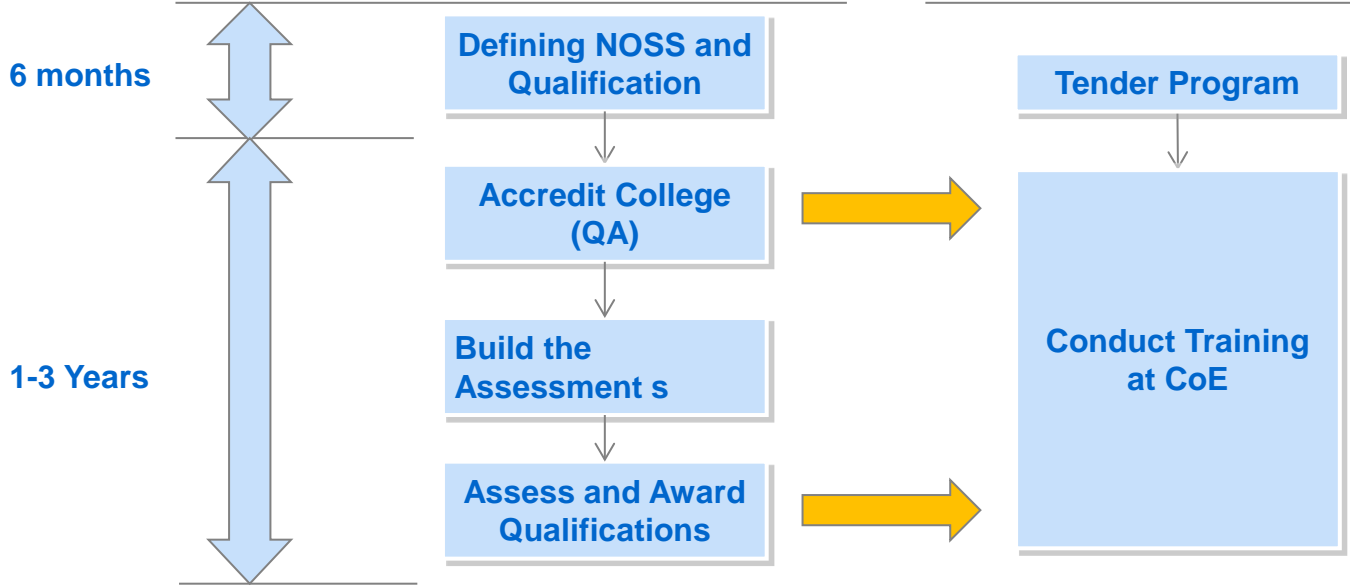 6 months
Defining NOSS and
Qualification
Tender Program
Accredit College
(QA)
1-3 Years
Build the
Assessment s
Conduct Training
at CoE
Assess and Award
Qualifications